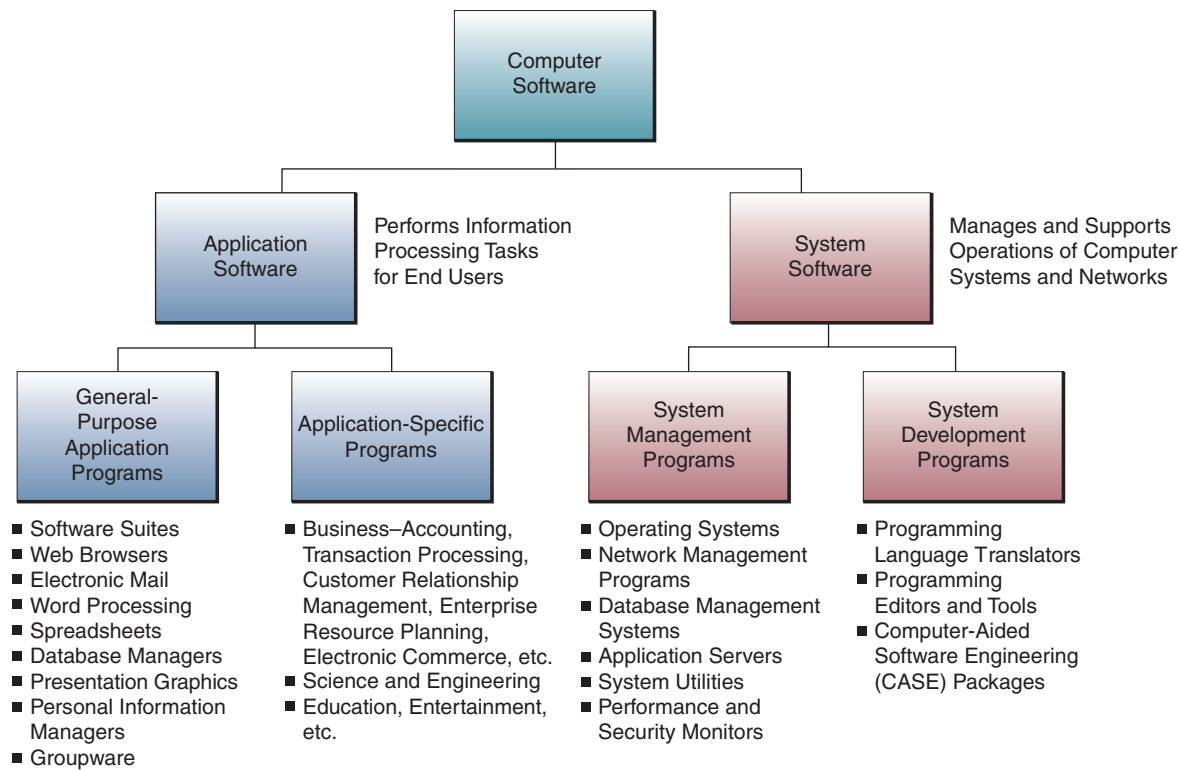 Computer
Software
Application
Software
Performs Information
Processing Tasks
for End Users
System
Software
Manages and Supports
Operations of Computer
Systems and Networks
General-
Purpose
Application
Programs
Application-Specific
Programs
System
Management
Programs
System
Development
Programs
■ Software Suites
■ Web Browsers
■ Electronic Mail
■ Word Processing
■ Spreadsheets
■ Database Managers
■ Presentation Graphics
■ Personal Information
Managers
■ Groupware
■ Business–Accounting,
Transaction Processing,
Customer Relationship
Management, Enterprise
Resource Planning,
Electronic Commerce, etc.
■ Science and Engineering
■ Education, Entertainment,
etc.
■ Operating Systems
■ Network Management
Programs
■ Database Management
Systems
■ Application Servers
■ System Utilities
■ Performance and
Security Monitors
■ Programming
Language Translators
■ Programming
Editors and Tools
■ Computer-Aided
Software Engineering
(CASE) Packages